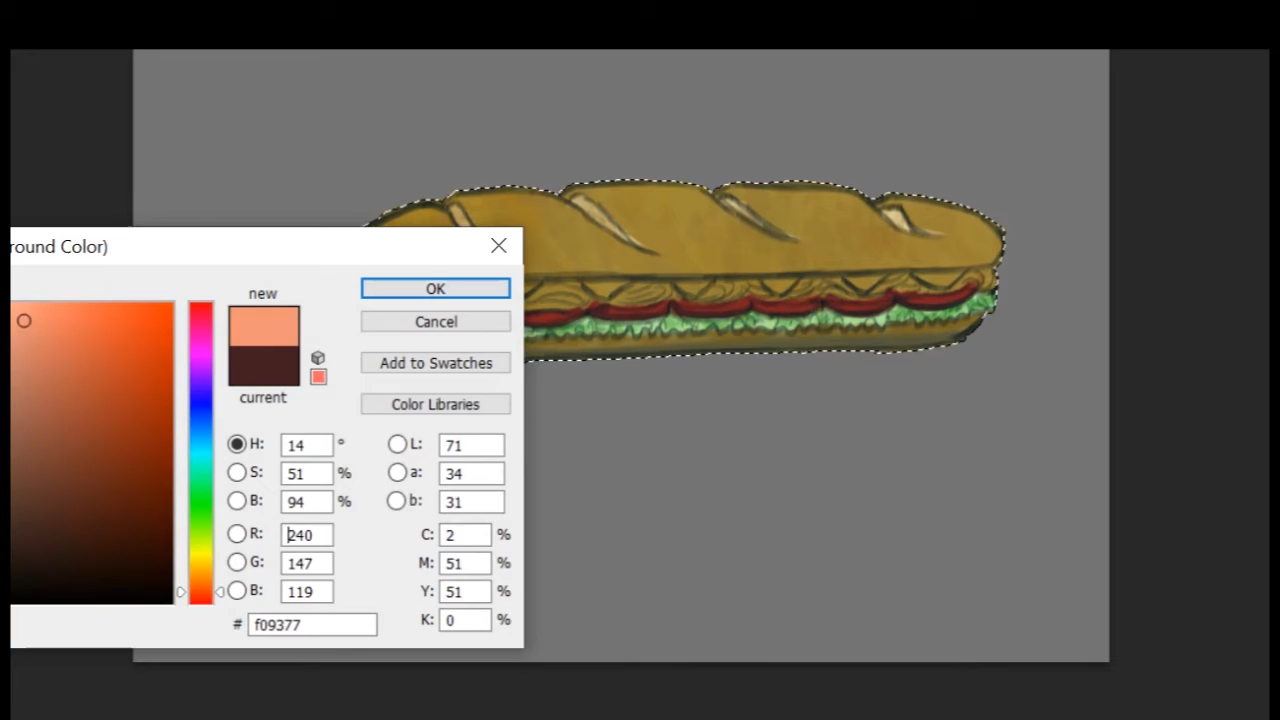 round Color)
new
current
OK
Cancel
Add to Swatches
Color Libraries
H: 14 °
S: 51 %
B: 94 %
R: 240
G: 147
B: 119
# f09377
L: 71
a: 34
b: 31
C: 2 %
M: 51 %
Y: 51 %
K: 0 %